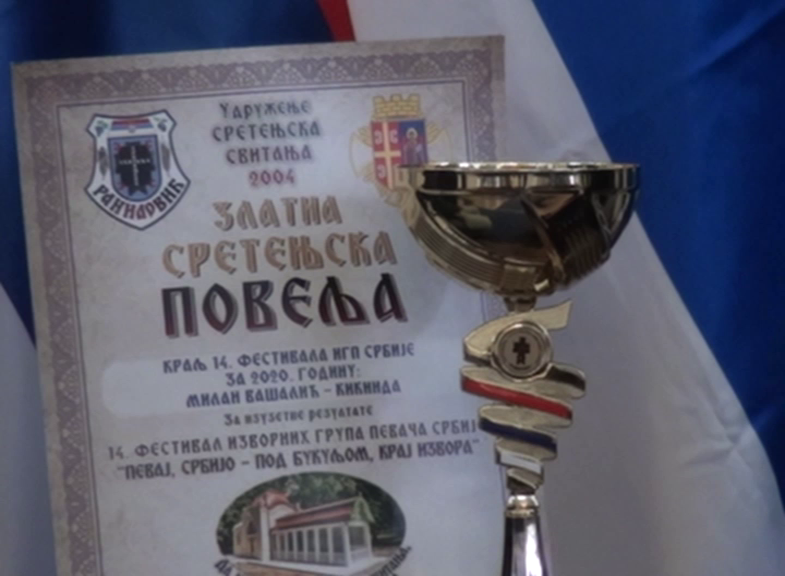 Удружење
СРЕТЕЊСКА
СВИТАЊА
2004
РАНИЛОВИЋ
ЗЛАТНА
СРЕТЕЊСКА
ПОВЕЉА
КРАЉ 14. ФЕСТИВАЛА ИГП СРБИЈЕ
ЗА 2020. ГОДИНУ:
МИЛАН ВАШАЛИЋ - КИКИНДА
За изузетне резултате
14. ФЕСТИВАЛ ИЗВОРНИХ ГРУПА ПЕВАЧА СРБИЈ
"ПЕВАЈ, СРБИЈО - ПОД БУКУЉОМ, КРАЈ ИЗВОРА"